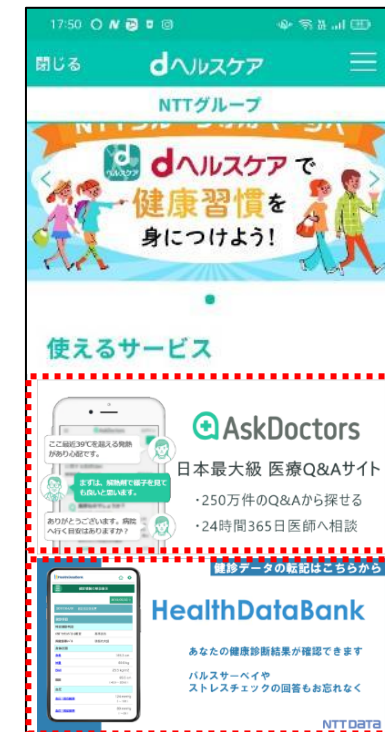 17:50
閉じる
dヘルスケア
NTTグループ
dヘルスケア で
健康習慣を
身につけよう!
使えるサービス
ここ最近39℃を超える発熱
があり心配です。
まずは、解熱剤で様子を見て
も良いと思います。
ありがとうございます。病院
へ行く目安はありますか?
AskDoctors
日本最大級 医療Q&Aサイト
・250万件のQ&Aから探せる
・24時間365日医師へ相談
健診データの転記はこちらから
HealthDataBank
あなたの健康診断結果が確認できます
パルスサーベイや
ストレスチェックの回答もお忘れなく
NTT DATA